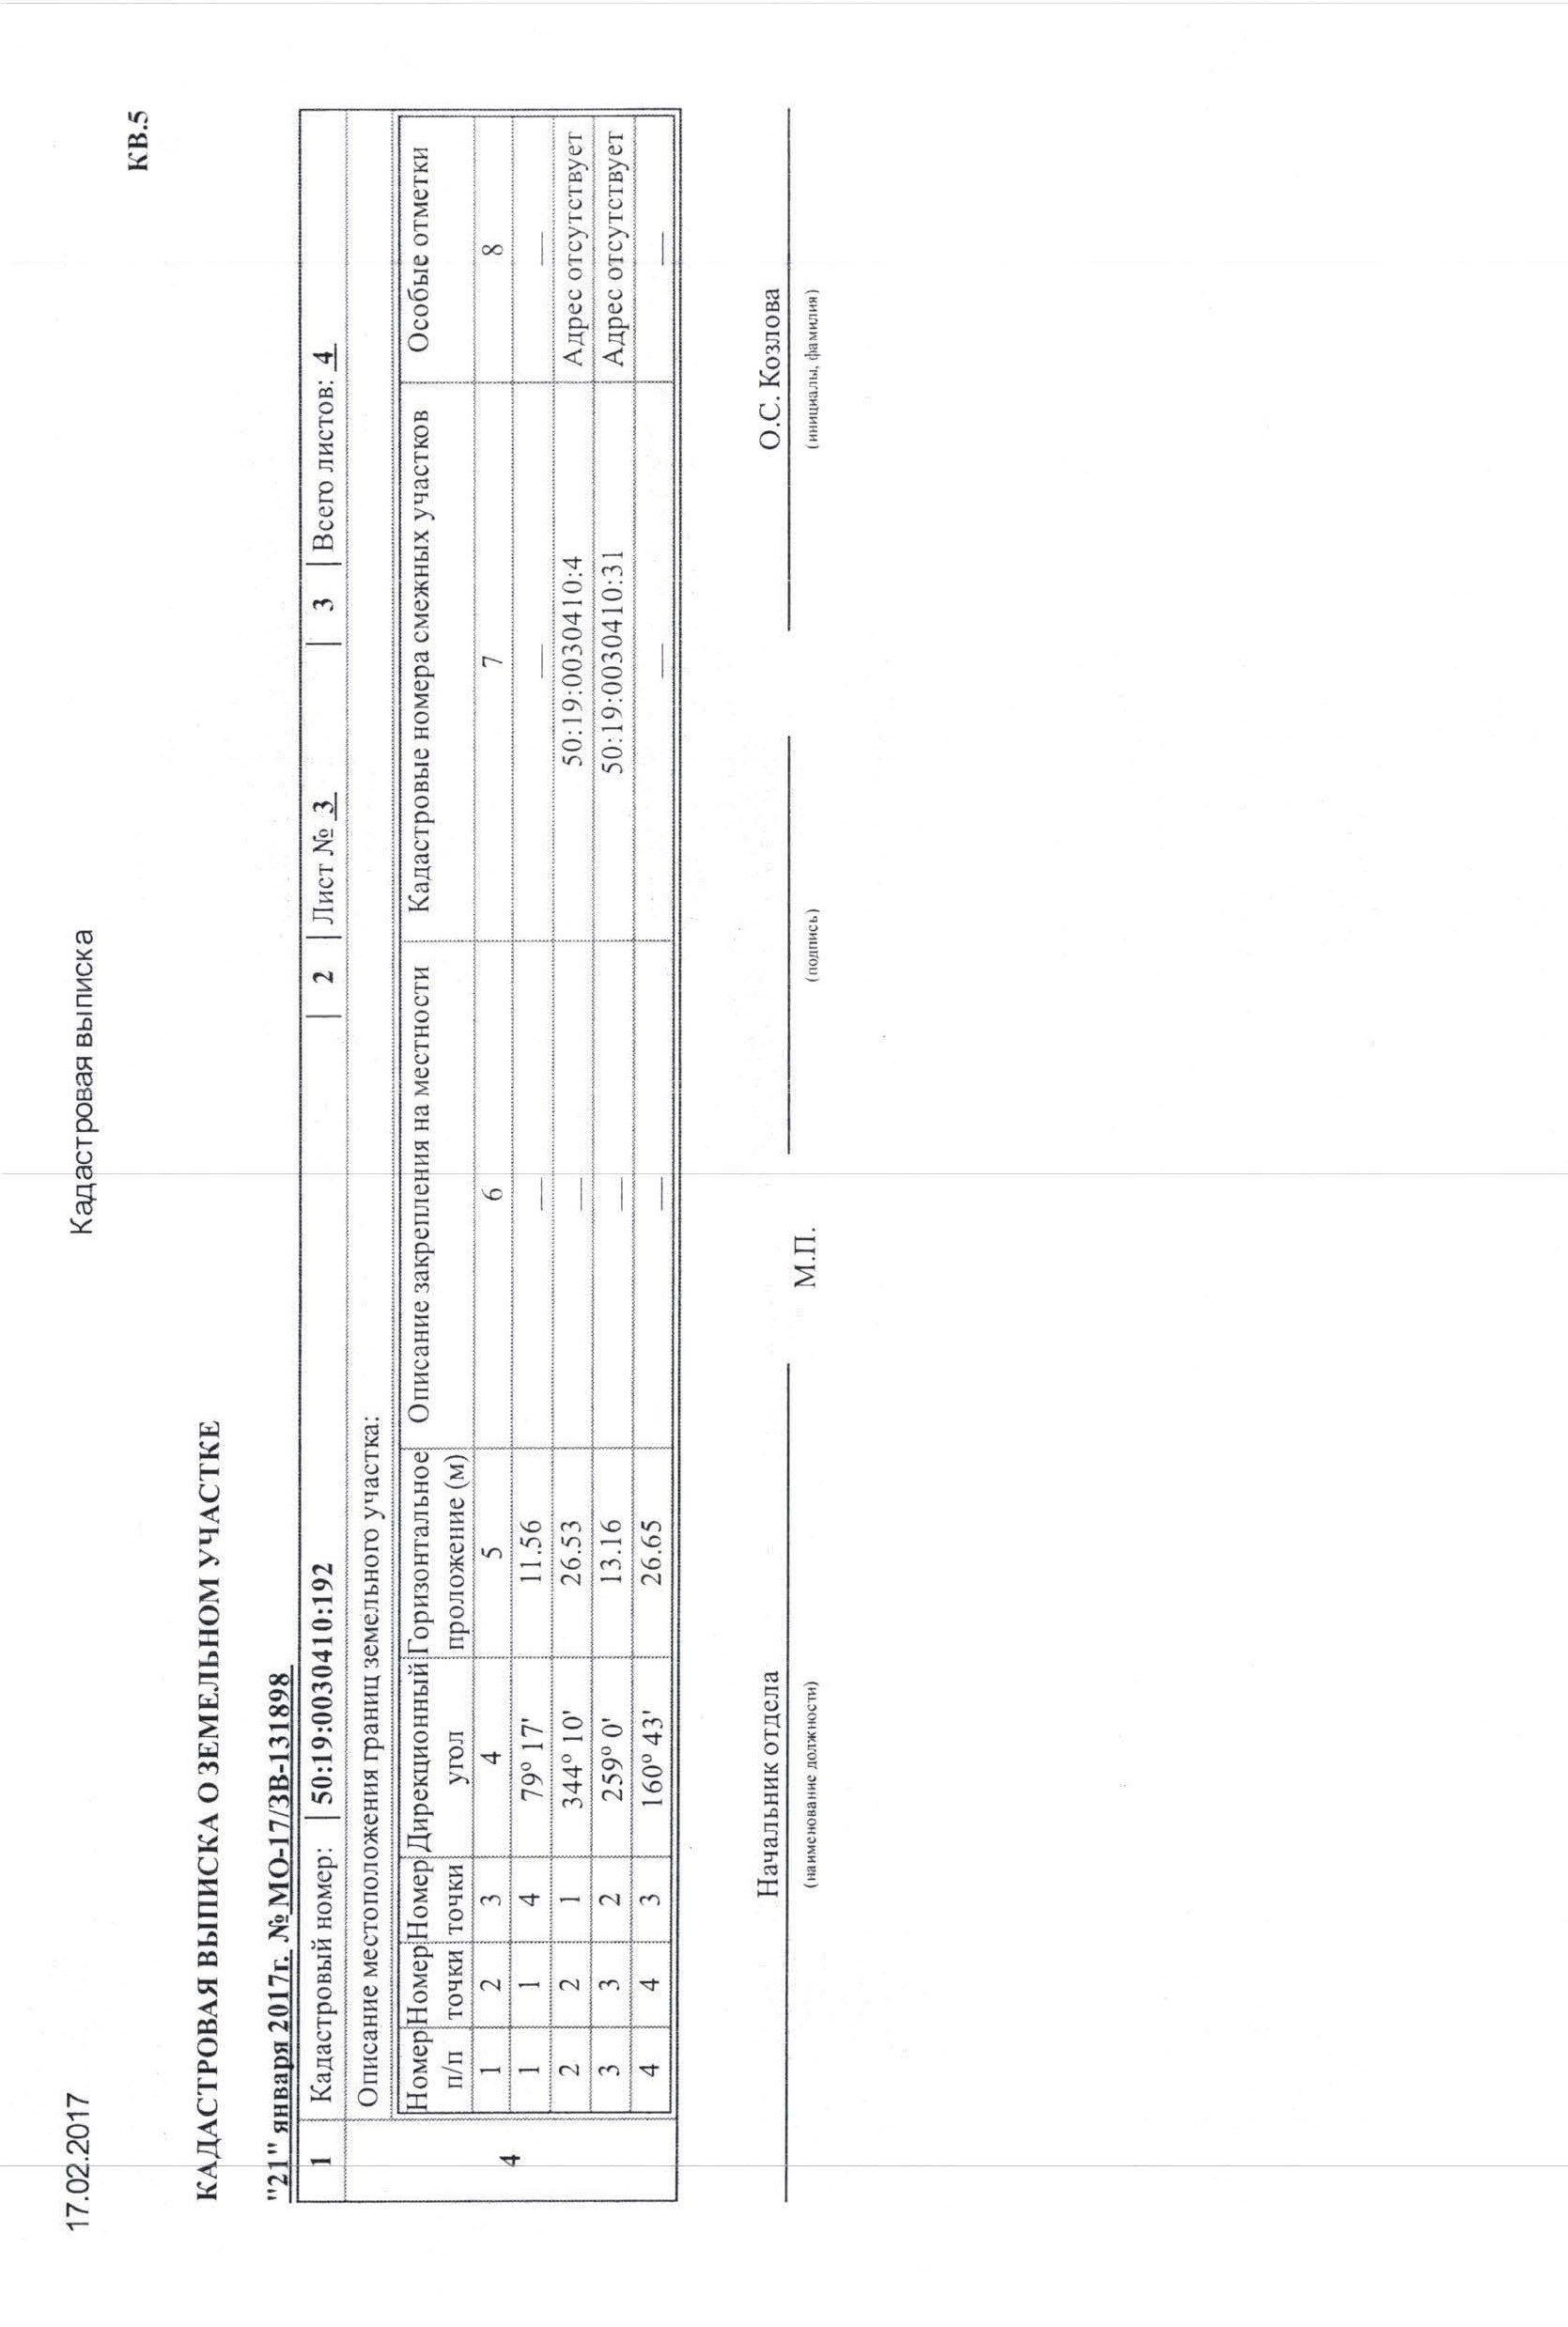 17.02.2017 Кадастровая выписка
КВ.5
КАДАСТРОВАЯ ВЫПИСКА О ЗЕМЕЛЬНОМ УЧАСТКЕ
"21" января 2017г. № МО-17/ЗВ-131898
1 Кадастровый номер: 50:19:0030410:192 2 Лист № 3 3 Всего листов: 4
4 Описание местоположения границ земельного участка:
Номер п/п Номер точки Номер точки Дирекционный угол Горизонтальное проложение (м) Описание закрепления на местности Кадастровые номера смежных участков Особые отметки
1 2 3 4 5 6 7 8
1 1 4 79° 17' 11.56 — — —
2 2 1 344° 10' 26.53 — 50:19:0030410:4 Адрес отсутствует
3 3 2 259° 0' 13.16 — 50:19:0030410:31 Адрес отсутствует
4 4 3 160° 43' 26.65 — — —
Начальник отдела О.С. Козлова
(наименование должности) М.П. (подпись) (инициалы, фамилия)